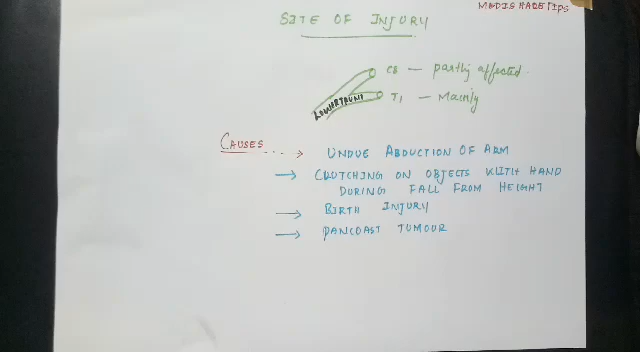 MEDIS HADETIPS
SITE OF INJURY
C8 — partly affected.
LOWER TRUNK
T1 — Mainly
CAUSES ...→ UNDUE ABDUCTION OF ARM
→ CLUTCHING ON OBJECTS WITH HAND
DURING FALL FROM HEIGHT
→ BIRTH INJURY
→ PANCOAST TUMOUR